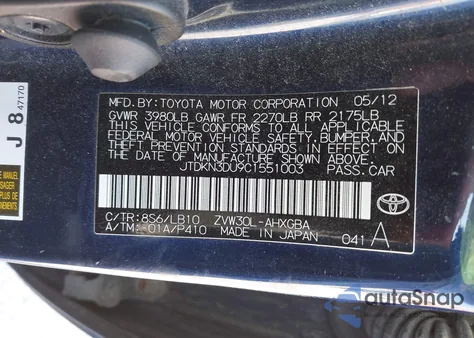 MFD.BY: TOYOTA MOTOR CORPORATION 05/12
GVWR 3980LB GAWR FR 2270LB RR 2175LB
THIS VEHICLE CONFORMS TO ALL APPLICABLE
FEDERAL MOTOR VEHICLE SAFETY, BUMPER, AND
THEFT PREVENTION STANDARDS IN EFFECT ON
THE DATE OF MANUFACTURE SHOWN ABOVE.
JTDKN3DU9C1551003 PASS.CAR
C/TR: 8S6/LB10 ZVW30L-AHXGBA
A/TM: -01A/P410 MADE IN JAPAN 041 A
J 8 47170
autoSnap